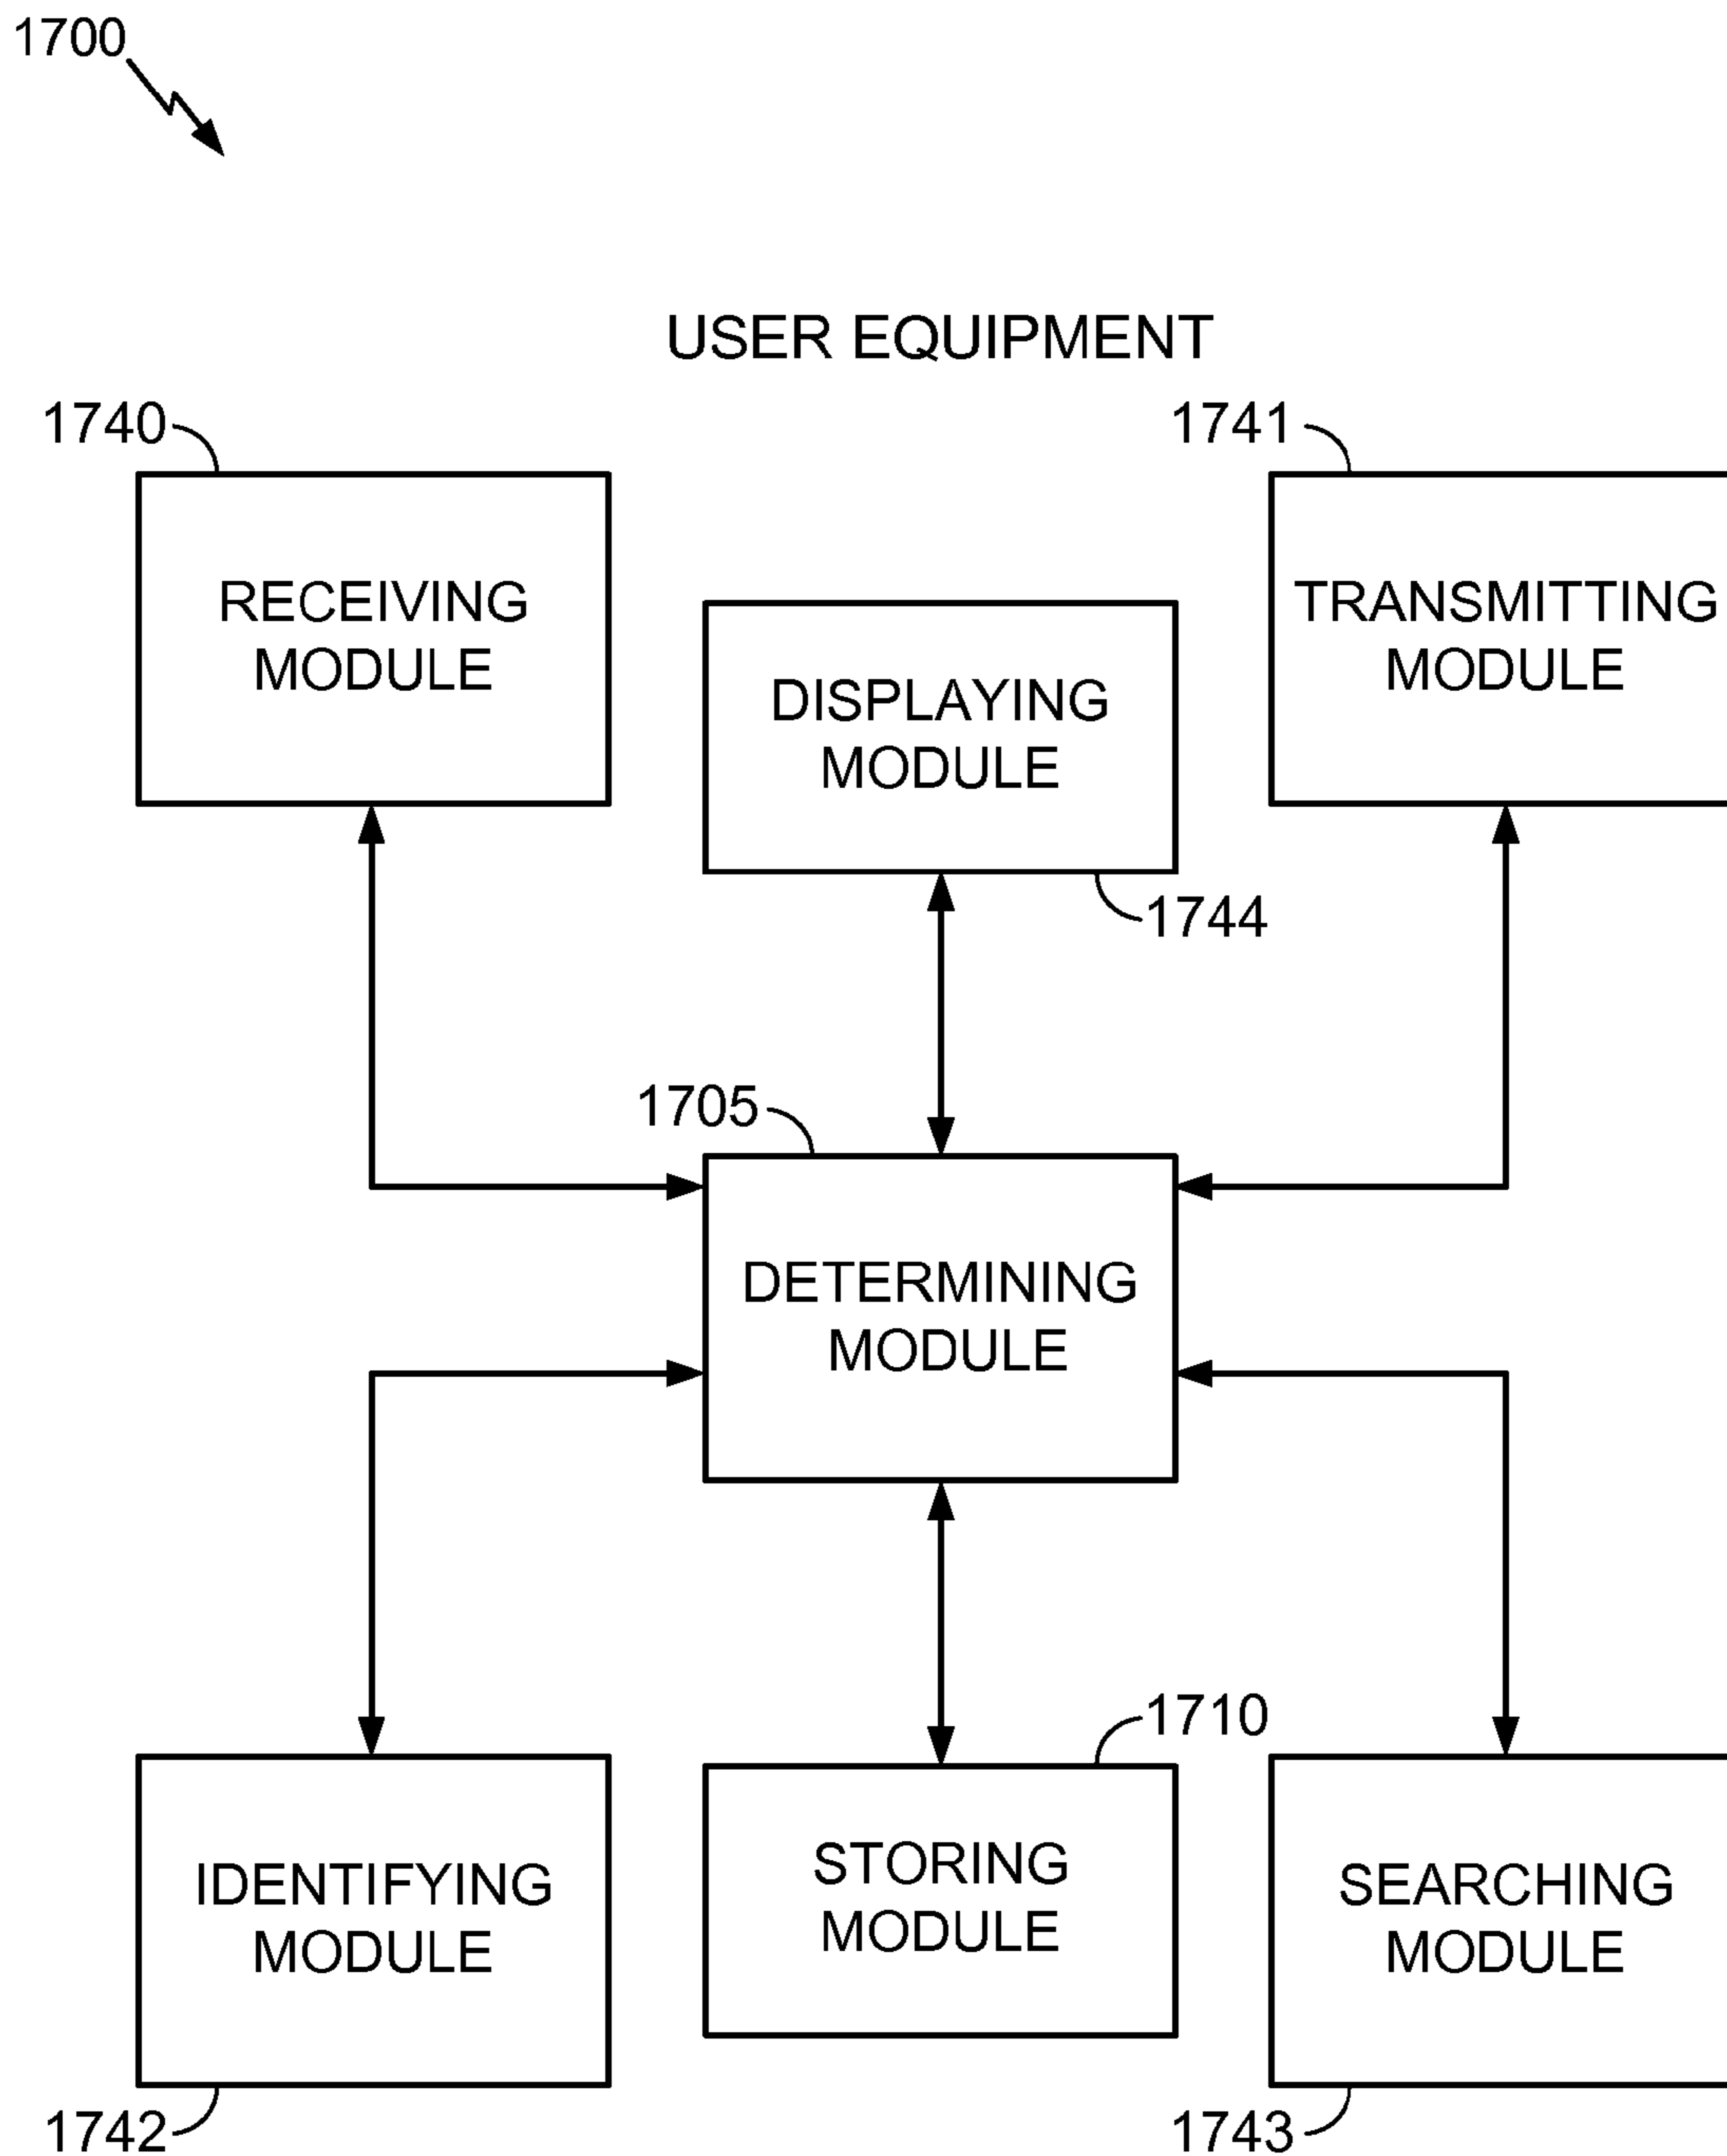 1700
USER EQUIPMENT
1740
1741
RECEIVING
MODULE
DISPLAYING
MODULE
TRANSMITTING
MODULE
1744
1705
DETERMINING
MODULE
1710
IDENTIFYING
MODULE
STORING
MODULE
SEARCHING
MODULE
1742
1743